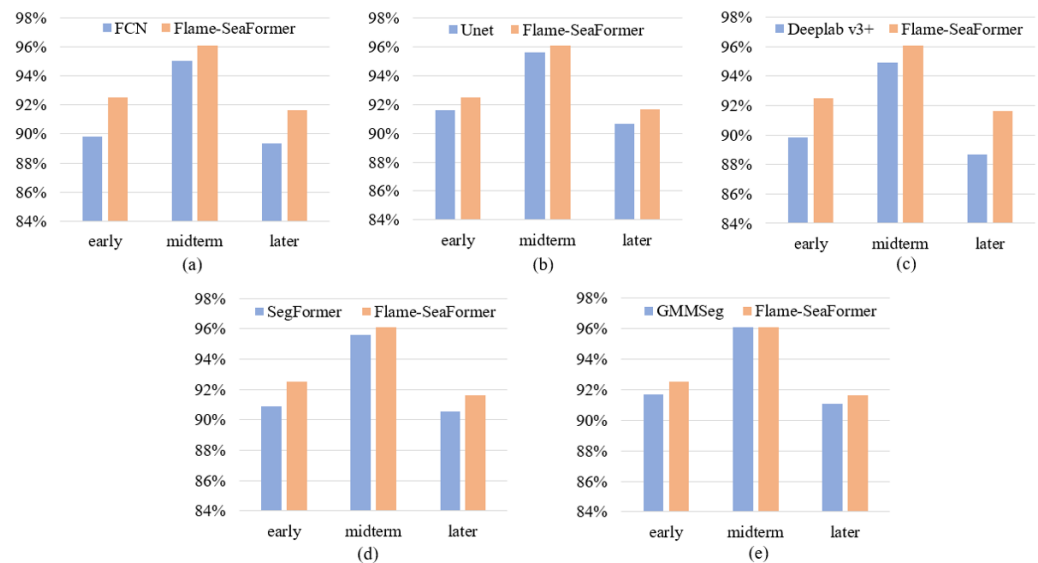 98%
FCN Flame-SeaFormer
96%
94%
92%
90%
88%
86%
84%
early midterm later
(a)
98%
Unet Flame-SeaFormer
96%
94%
92%
90%
88%
86%
84%
early midterm later
(b)
98%
Deeplab v3+ Flame-SeaFormer
96%
94%
92%
90%
88%
86%
84%
early midterm later
(c)
98%
SegFormer Flame-SeaFormer
96%
94%
92%
90%
88%
86%
84%
early midterm later
(d)
98%
GMMSeg Flame-SeaFormer
96%
94%
92%
90%
88%
86%
84%
early midterm later
(e)